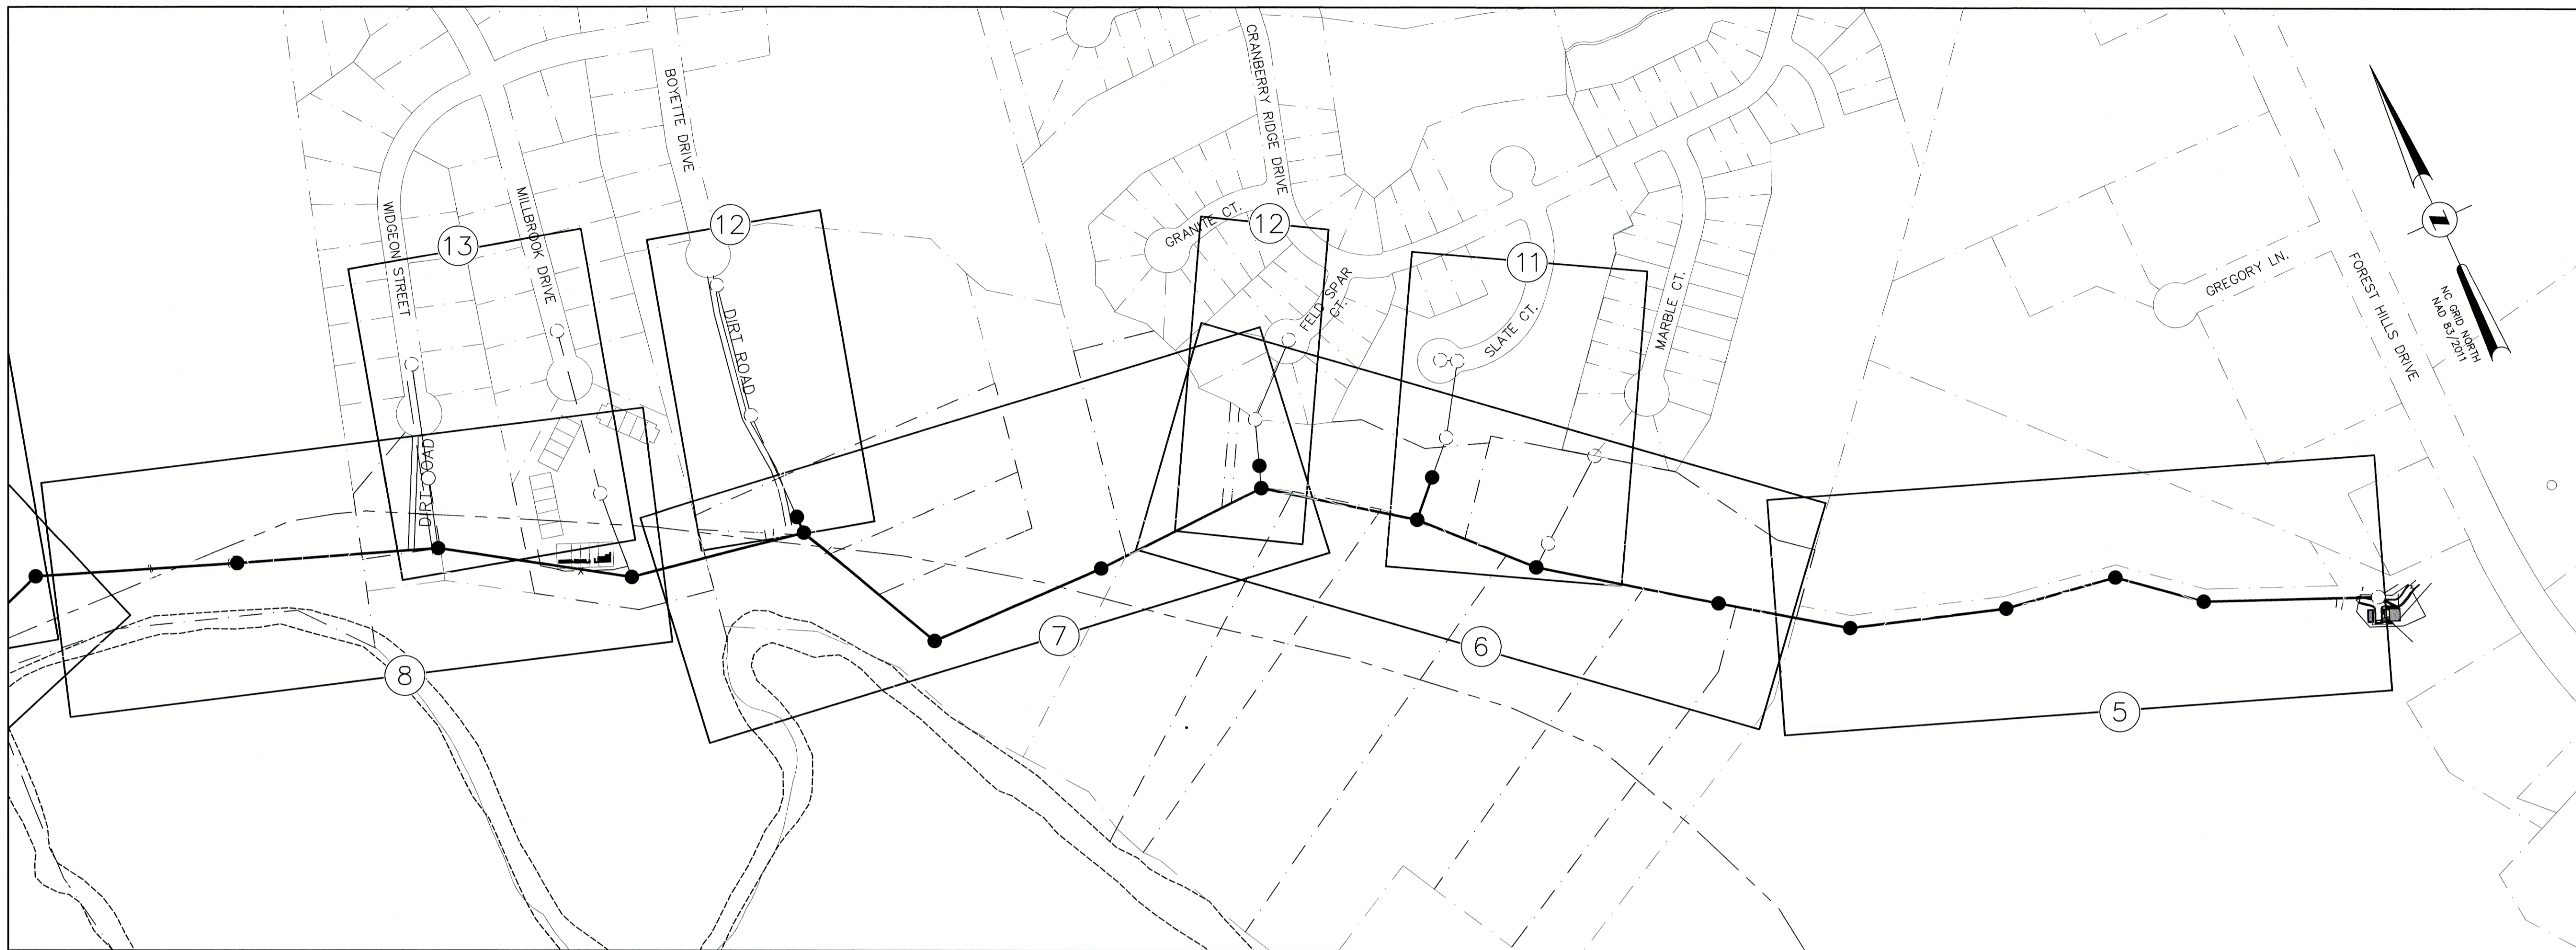 CRANBERRY RIDGE DRIVE
BOYETTE DRIVE
WIDGEON STREET
MILLBROOK DRIVE
13
12
GRANITE CT.
12
11
GREGORY LN.
FOREST HILLS DRIVE
N
NC GRID NORTH
NAD 83/2011
DIRT ROAD
FELD SPAR
CT.
SLATE CT.
MARBLE CT.
DIRT ROAD
8
7
6
5